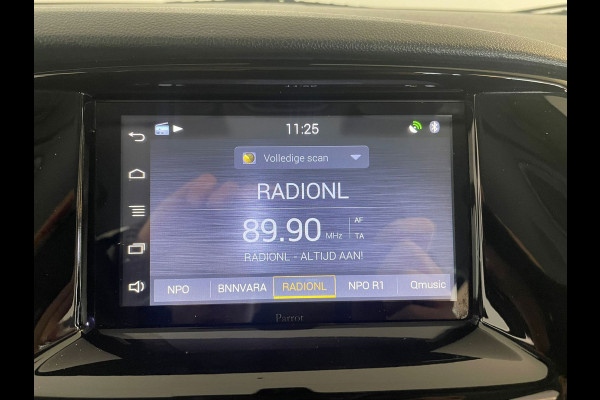 11:25
Volledige scan
RADIONL
89.90 MHz AF
TA
RADIONL - ALTIJD AAN!
NPO BNNVARA RADIONL NPO R1 Qmusic
Parrot